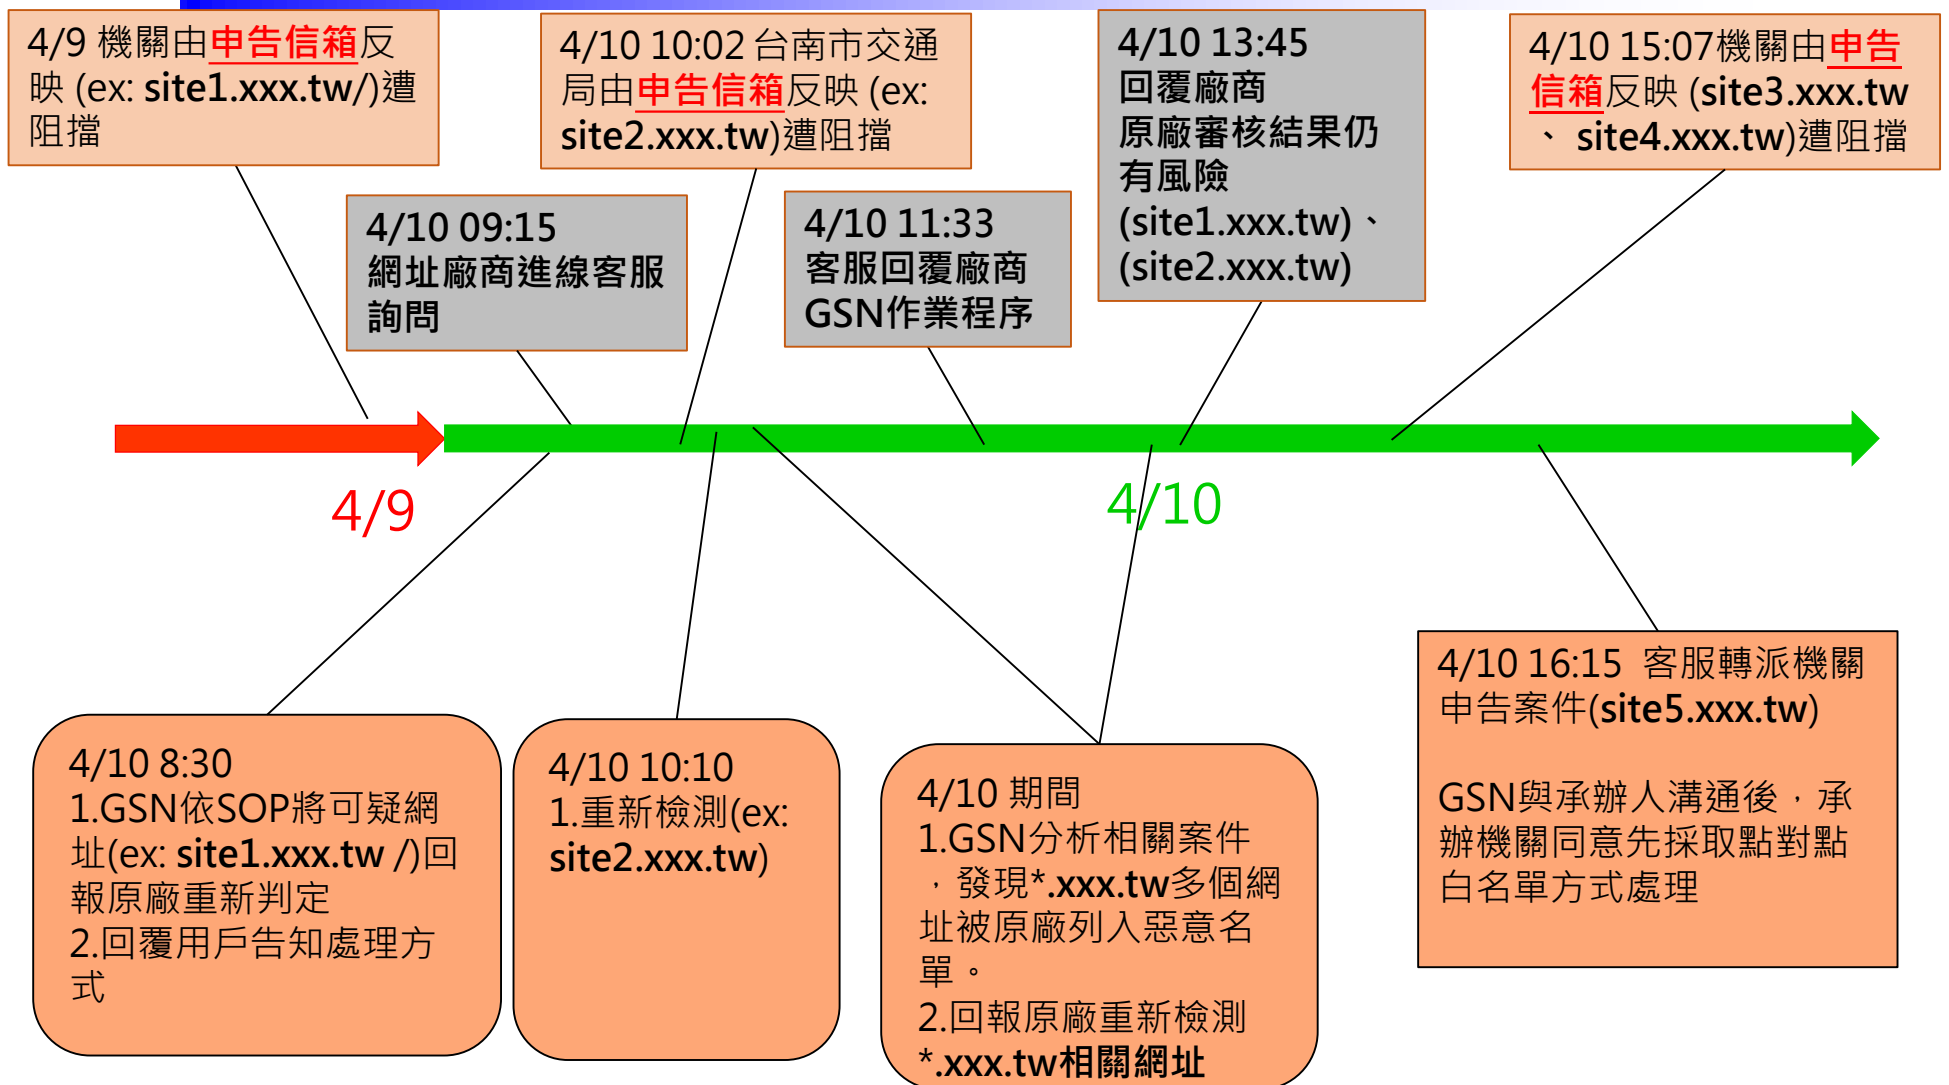 4/9 機關由申告信箱反
映 (ex: site1.xxx.tw/)遭
阻擋
4/10 10:02 台南市交通
局由申告信箱反映 (ex:
site2.xxx.tw)遭阻擋
4/10 13:45
回覆廠商
原廠審核結果仍
有風險
(site1.xxx.tw)、
(site2.xxx.tw)
4/10 15:07機關由申告
信箱反映 (site3.xxx.tw
、 site4.xxx.tw)遭阻擋
4/10 09:15
網址廠商進線客服
詢問
4/10 11:33
客服回覆廠商
GSN作業程序
4/9
4/10
4/10 8:30
1.GSN依SOP將可疑網
址(ex: site1.xxx.tw /)回
報原廠重新判定
2.回覆用戶告知處理方
式
4/10 10:10
1.重新檢測(ex:
site2.xxx.tw)
4/10 期間
1.GSN分析相關案件
，發現*.xxx.tw多個網
址被原廠列入惡意名
單。
2.回報原廠重新檢測
*.xxx.tw相關網址
4/10 16:15 客服轉派機關
申告案件(site5.xxx.tw)
GSN與承辦人溝通後，承
辦機關同意先採取點對點
白名單方式處理